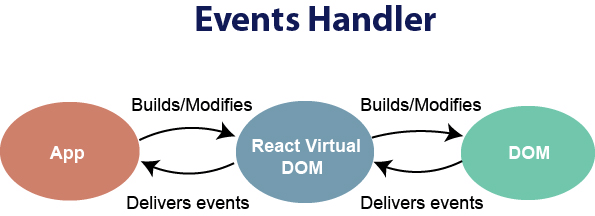 Events Handler
Builds/Modifies
Builds/Modifies
App
React Virtual
DOM
DOM
Delivers events
Delivers events